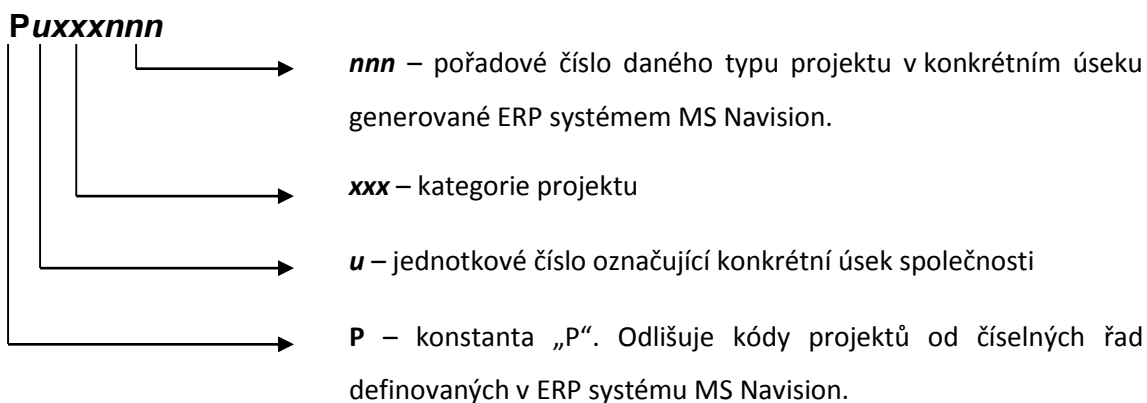 Puxxxnnn
nnn – pořadové číslo daného typu projektu v konkrétním úseku
generované ERP systémem MS Navision.
xxx – kategorie projektu
u – jednotkové číslo označující konkrétní úsek společnosti
P – konstanta „P“. Odlišuje kódy projektů od číselných řad
definovaných v ERP systému MS Navision.